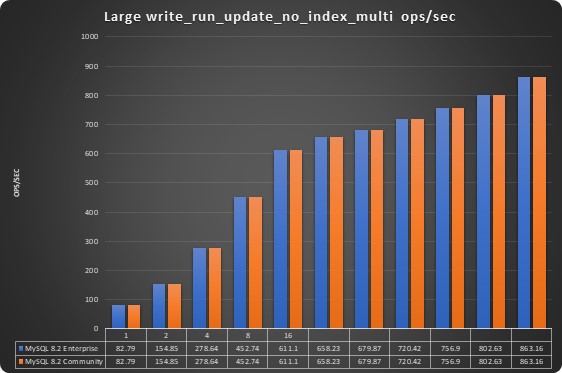 Large write_run_update_no_index_multi ops/sec
1000
900
800
700
600
500
400
300
200
100
0
OPS/SEC
1 2 4 8 16
MySQL 8.2 Enterprise 82.79 154.85 278.64 452.74 611.1 658.23 679.87 720.42 756.9 802.63 863.16
MySQL 8.2 Community 82.79 154.85 278.64 452.74 611.1 658.23 679.87 720.42 756.9 802.63 863.16